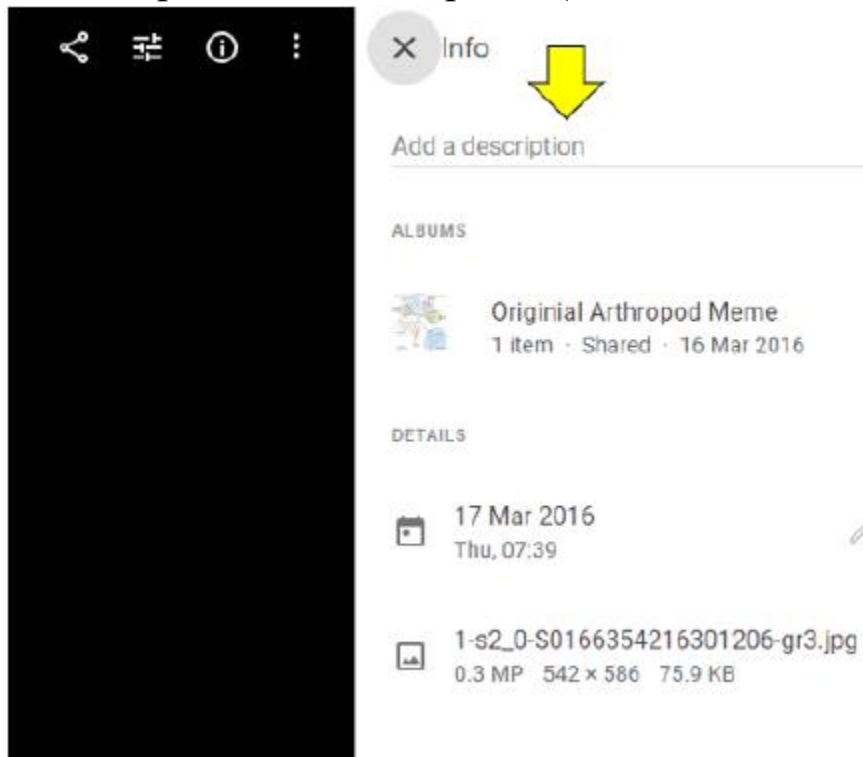 Info
Add a description
ALBUMS
Originial Arthropod Meme
1 item · Shared · 16 Mar 2016
DETAILS
17 Mar 2016
Thu, 07:39
1-s2_0-S0166354216301206-gr3.jpg
0.3 MP 542 × 586 75.9 KB